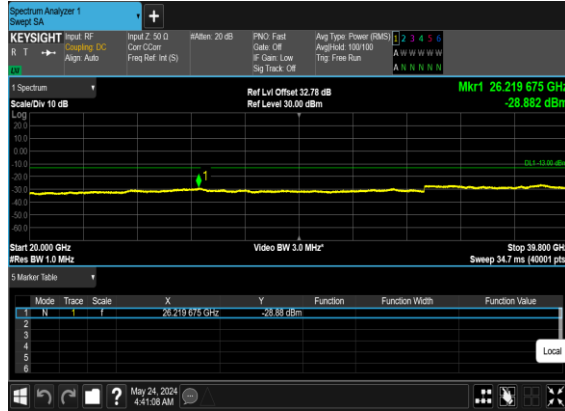 Spectrum Analyzer 1
Swept SA
+
KEYSIGHT Input: RF Input Z: 50 Ω #Atten: 20 dB PNO: Fast Avg Type: Power (RMS) 1 2 3 4 5 6
R T Coupling: DC Corr CCorr Gate: Off Avg|Hold: 100/100 A W W W W W
Align: Auto Freq Ref: Int (S) IF Gain: Low Trig: Free Run
Sig Track: Off A N N N N N
1 Spectrum
Ref Lvl Offset 32.78 dB Mkr1 26.219 675 GHz
Scale/Div 10 dB Ref Level 30.00 dBm -28.882 dBm
Log
20.0
10.0
0.00
-10.0
DL1 -13.00 dBm
1
-20.0
-30.0
-40.0
-50.0
-60.0
Start 20.000 GHz Video BW 3.0 MHz* Stop 39.800 GHz
#Res BW 1.0 MHz Sweep 34.7 ms (40001 pts)
5 Marker Table
Mode Trace Scale X Y Function Function Width Function Value
1 N 1 f 26.219 675 GHz -28.88 dBm
2
3
4
5
6
Local
? May 24, 2024
4:41:08 AM